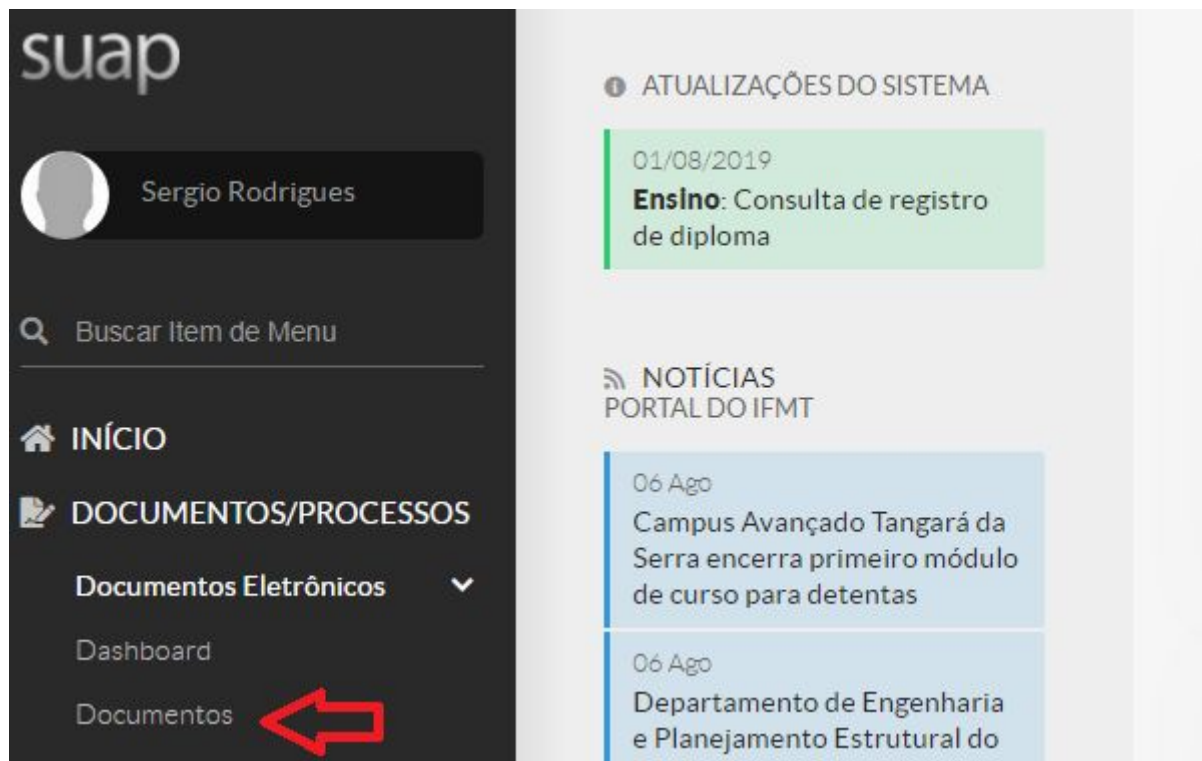 suap
Sergio Rodrigues
Buscar Item de Menu
INÍCIO
DOCUMENTOS/PROCESSOS
Documentos Eletrônicos
Dashboard
Documentos
ATUALIZAÇÕES DO SISTEMA
01/08/2019
Ensino: Consulta de registro
de diploma
NOTÍCIAS
PORTAL DO IFMT
06 Ago
Campus Avançado Tangará da
Serra encerra primeiro módulo
de curso para detentas
06 Ago
Departamento de Engenharia
e Planejamento Estrutural do